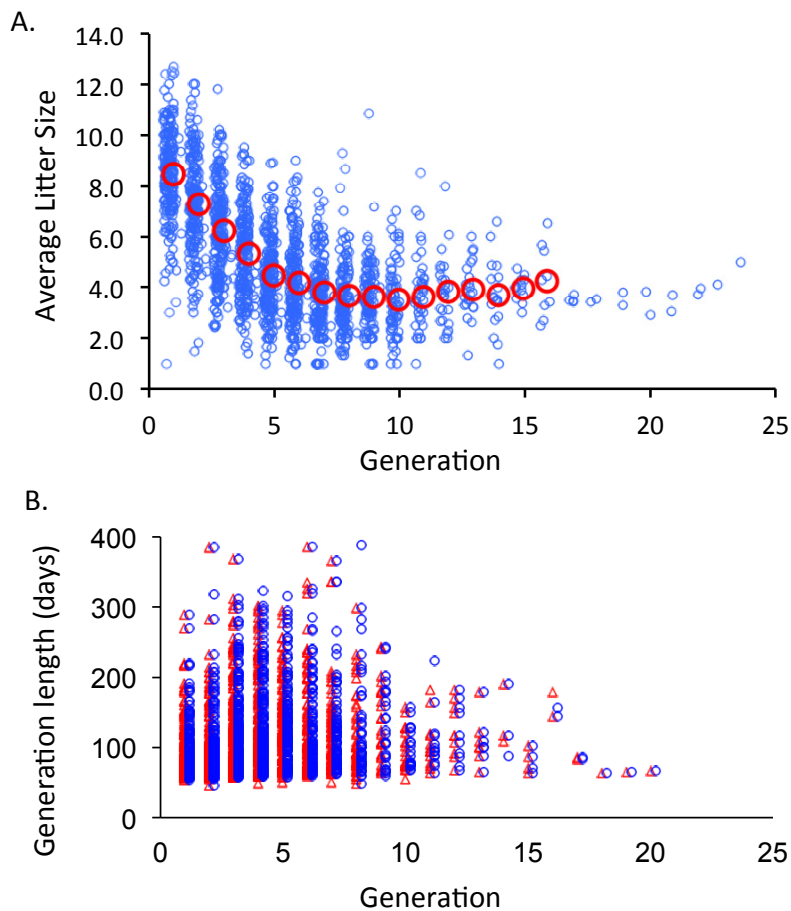 A.
Average Litter Size
14.0
12.0
10.0
8.0
6.0
4.0
2.0
0.0
0 5 10 15 20 25
Generation
B.
Generation length (days)
400
300
200
100
0
0 5 10 15 20 25
Generation